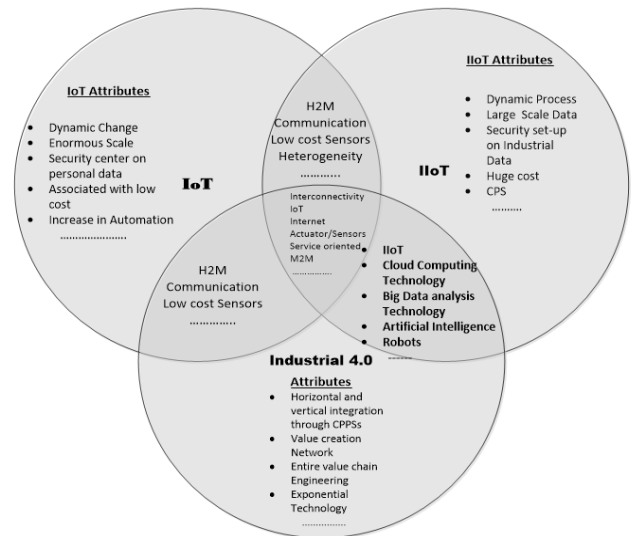 IoT Attributes
• Dynamic Change
• Enormous Scale
• Security center on
personal data
• Associated with low
cost
• Increase in Automation
......................
IoT
H2M
Communication
Low cost Sensors
Heterogeneity
............
IIoT Attributes
• Dynamic Process
• Large Scale Data
• Security set-up
on Industrial
Data
• Huge cost
• CPS
..........
IIoT
Interconnectivity
IoT
Internet
Actuator/Sensors
Service oriented
M2M
...............
H2M
Communication
Low cost Sensors
..............
• IIoT
• Cloud Computing
Technology
• Big Data analysis
Technology
• Artificial Intelligence
• Robots
------
Industrial 4.0
Attributes
• Horizontal and
vertical integration
through CPPSs
• Value creation
Network
• Entire value chain
Engineering
• Exponential
Technology
................